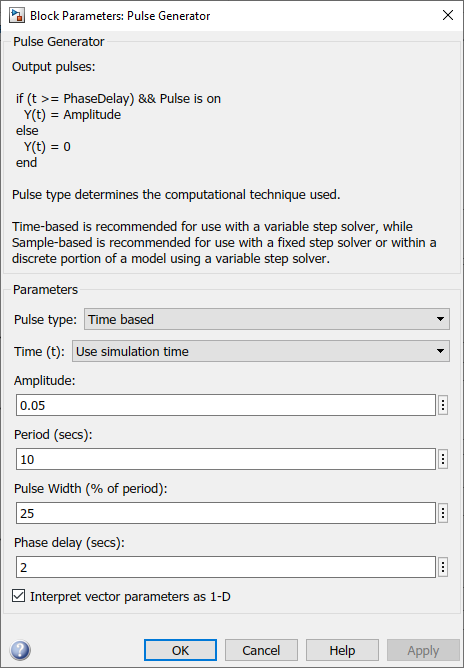 Block Parameters: Pulse Generator
Pulse Generator
Output pulses:
if (t >= PhaseDelay) && Pulse is on
Y(t) = Amplitude
else
Y(t) = 0
end
Pulse type determines the computational technique used.
Time-based is recommended for use with a variable step solver, while
Sample-based is recommended for use with a fixed step solver or within a
discrete portion of a model using a variable step solver.
Parameters
Pulse type: Time based
Time (t): Use simulation time
Amplitude:
0.05
Period (secs):
10
Pulse Width (% of period):
25
Phase delay (secs):
2
Interpret vector parameters as 1-D
? OK Cancel Help Apply